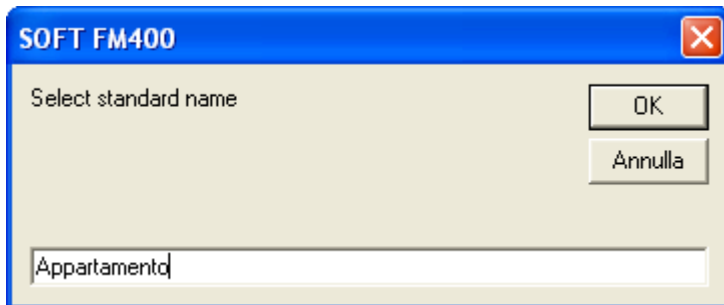 SOFT FM400
Select standard name
OK
Annulla
Appartamento